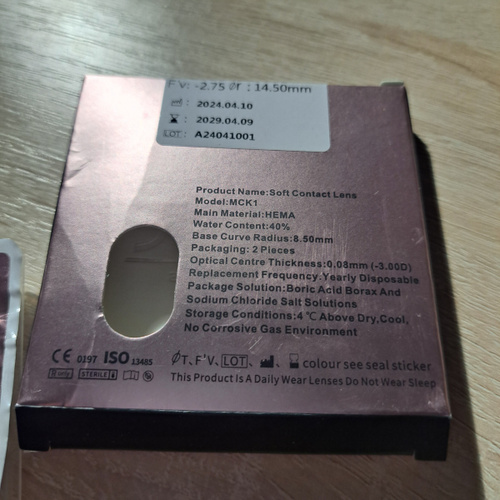 F'V: -2.75 ØT : 14.50mm
: 2024.04.10
: 2029.04.09
LOT : A24041001
Product Name:Soft Contact Lens
Model:MCK1
Main Material:HEMA
Water Content:40%
Base Curve Radius:8.50mm
Packaging: 2 Pieces
Optical Centre Thickness:0.08mm (-3.00D)
Replacement Frequency:Yearly Disposable
Package Solution:Boric Acid Borax And
Sodium Chloride Salt Solutions
Storage Conditions:4 ℃ Above Dry,Cool,
No Corrosive Gas Environment
CE 0197 ISO 13485 ØT、F'V、LOT、 、 colour see seal sticker
R only STERILE
This Product Is A Daily Wear Lenses Do Not Wear Sleep